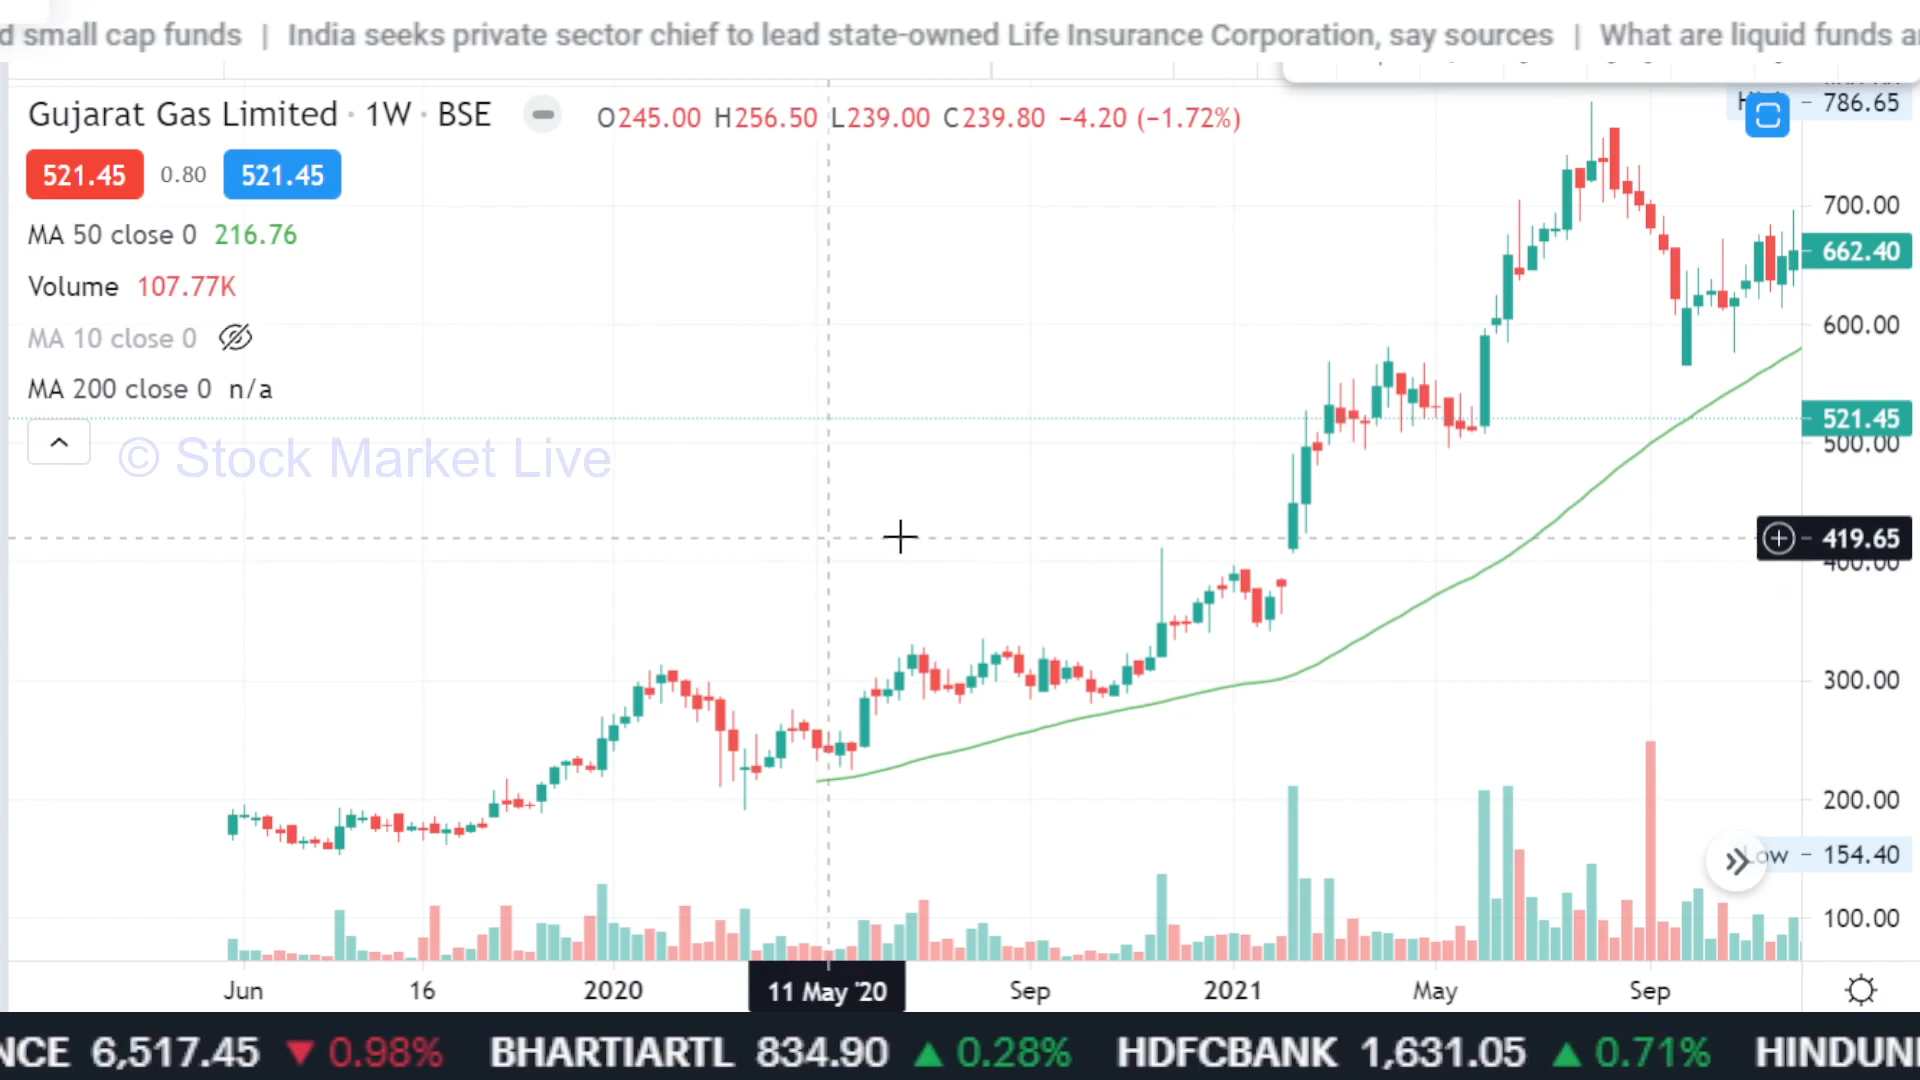 d small cap funds | India seeks private sector chief to lead state-owned Life Insurance Corporation, say sources | What are liquid funds a
Gujarat Gas Limited · 1W · BSE O245.00 H256.50 L239.00 C239.80 −4.20 (−1.72%)
786.65
521.45 0.80 521.45
700.00
MA 50 close 0 216.76
662.40
Volume 107.77K
600.00
MA 10 close 0
MA 200 close 0 n/a
521.45
500.00
© Stock Market Live
419.65
400.00
300.00
200.00
Low 154.40
100.00
Jun 16 2020 11 May '20 Sep 2021 May Sep
NCE 6,517.45 ▼ 0.98% BHARTIARTL 834.90 ▲ 0.28% HDFCBANK 1,631.05 ▲ 0.71% HINDUN